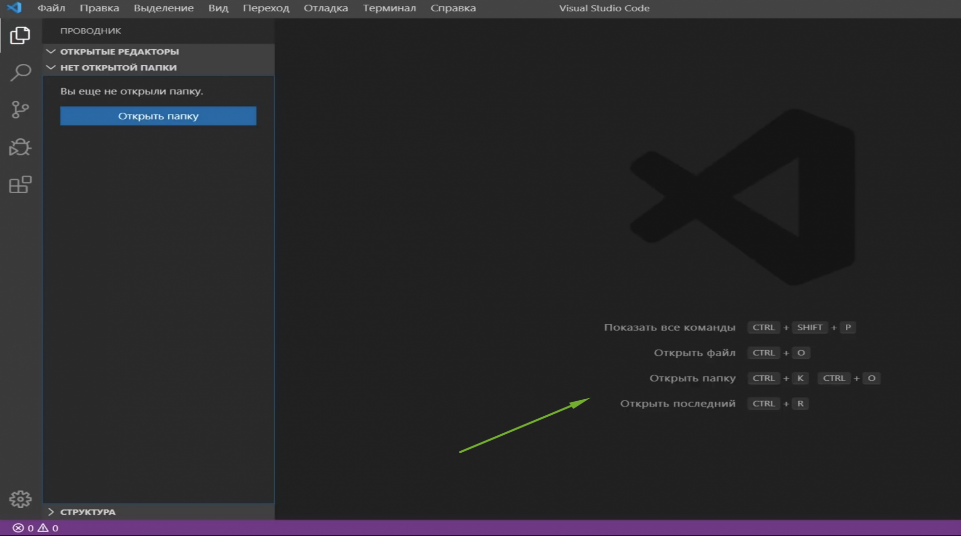 Файл Правка Выделение Вид Переход Отладка Терминал Справка Visual Studio Code
ПРОВОДНИК
ОТКРЫТЫЕ РЕДАКТОРЫ
НЕТ ОТКРЫТОЙ ПАПКИ
Вы еще не открыли папку.
Открыть папку
Показать все команды CTRL + SHIFT + P
Открыть файл CTRL + O
Открыть папку CTRL + K CTRL + O
Открыть последний CTRL + R
СТРУКТУРА
0 0